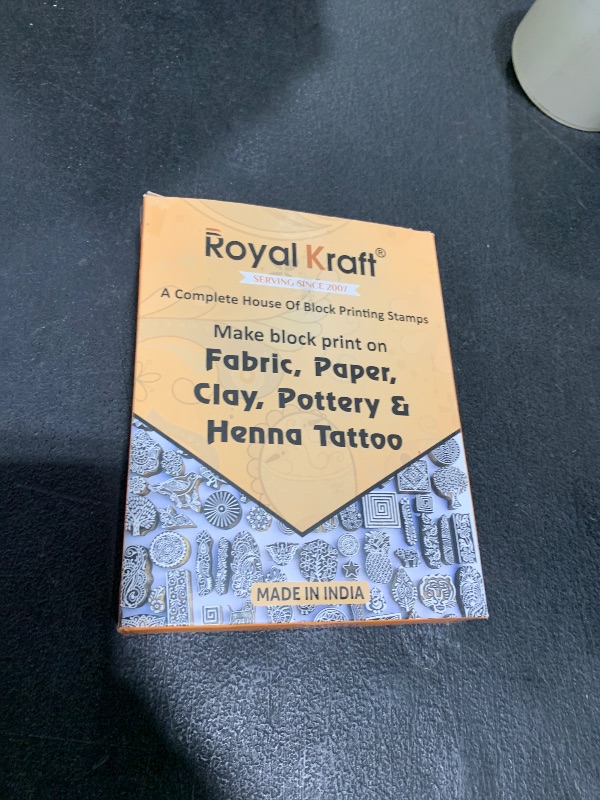 Royal Kraft®
SERVING SINCE 2007
A Complete House Of Block Printing Stamps
Make block print on
Fabric, Paper,
Clay, Pottery &
Henna Tattoo
MADE IN INDIA